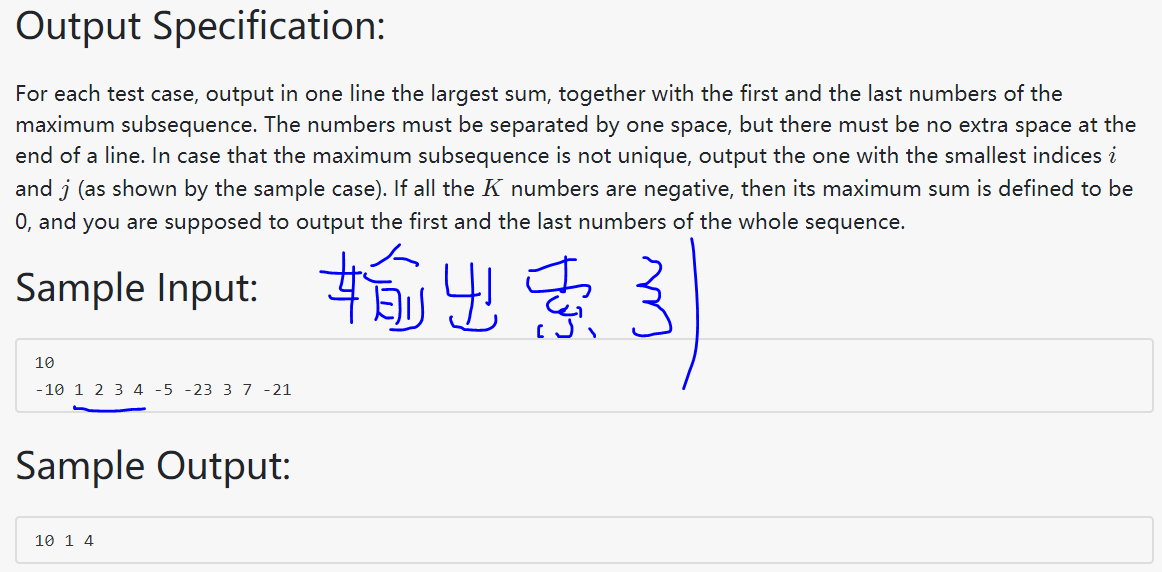 Output Specification:
For each test case, output in one line the largest sum, together with the first and the last numbers of the
maximum subsequence. The numbers must be separated by one space, but there must be no extra space at the
end of a line. In case that the maximum subsequence is not unique, output the one with the smallest indices i
and j (as shown by the sample case). If all the K numbers are negative, then its maximum sum is defined to be
0, and you are supposed to output the first and the last numbers of the whole sequence.
输出索引
Sample Input:
10
-10 1 2 3 4 -5 -23 3 7 -21
Sample Output:
10 1 4